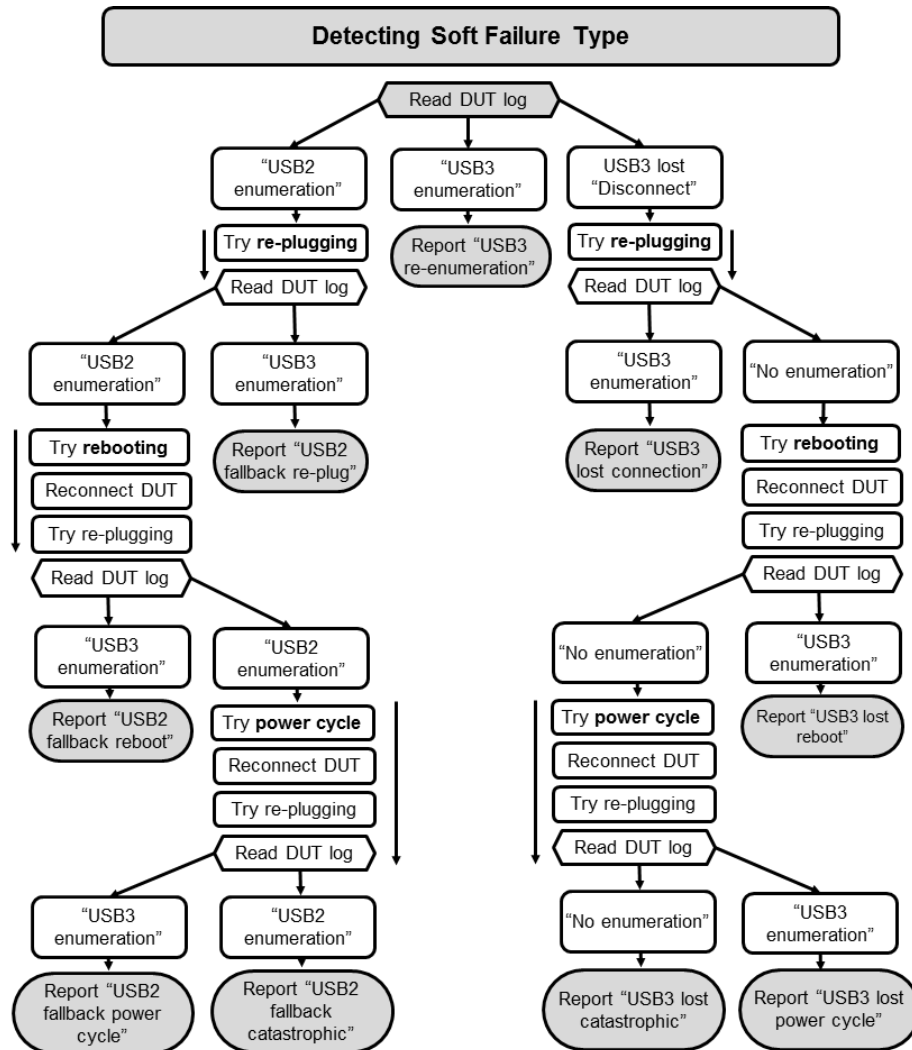 Detecting Soft Failure Type
Read DUT log
“USB2
enumeration”
“USB3
enumeration”
USB3 lost
“Disconnect”
Try re-plugging
Report “USB3
re-enumeration”
Try re-plugging
Read DUT log
Read DUT log
“USB2
enumeration”
“USB3
enumeration”
“USB3
enumeration”
“No enumeration”
Try rebooting
Report “USB2
fallback re-plug”
Report “USB3
lost connection”
Try rebooting
Reconnect DUT
Reconnect DUT
Try re-plugging
Try re-plugging
Read DUT log
Read DUT log
“USB3
enumeration”
“USB2
enumeration”
“No enumeration”
“USB3
enumeration”
Report “USB2
fallback reboot”
Try power cycle
Try power cycle
Report “USB3 lost
reboot”
Reconnect DUT
Reconnect DUT
Try re-plugging
Try re-plugging
Read DUT log
Read DUT log
“USB3
enumeration”
“USB2
enumeration”
“No enumeration”
“USB3
enumeration”
Report “USB2
fallback power
cycle”
Report “USB2
fallback
catastrophic”
Report “USB3 lost
catastrophic”
Report “USB3 lost
power cycle”